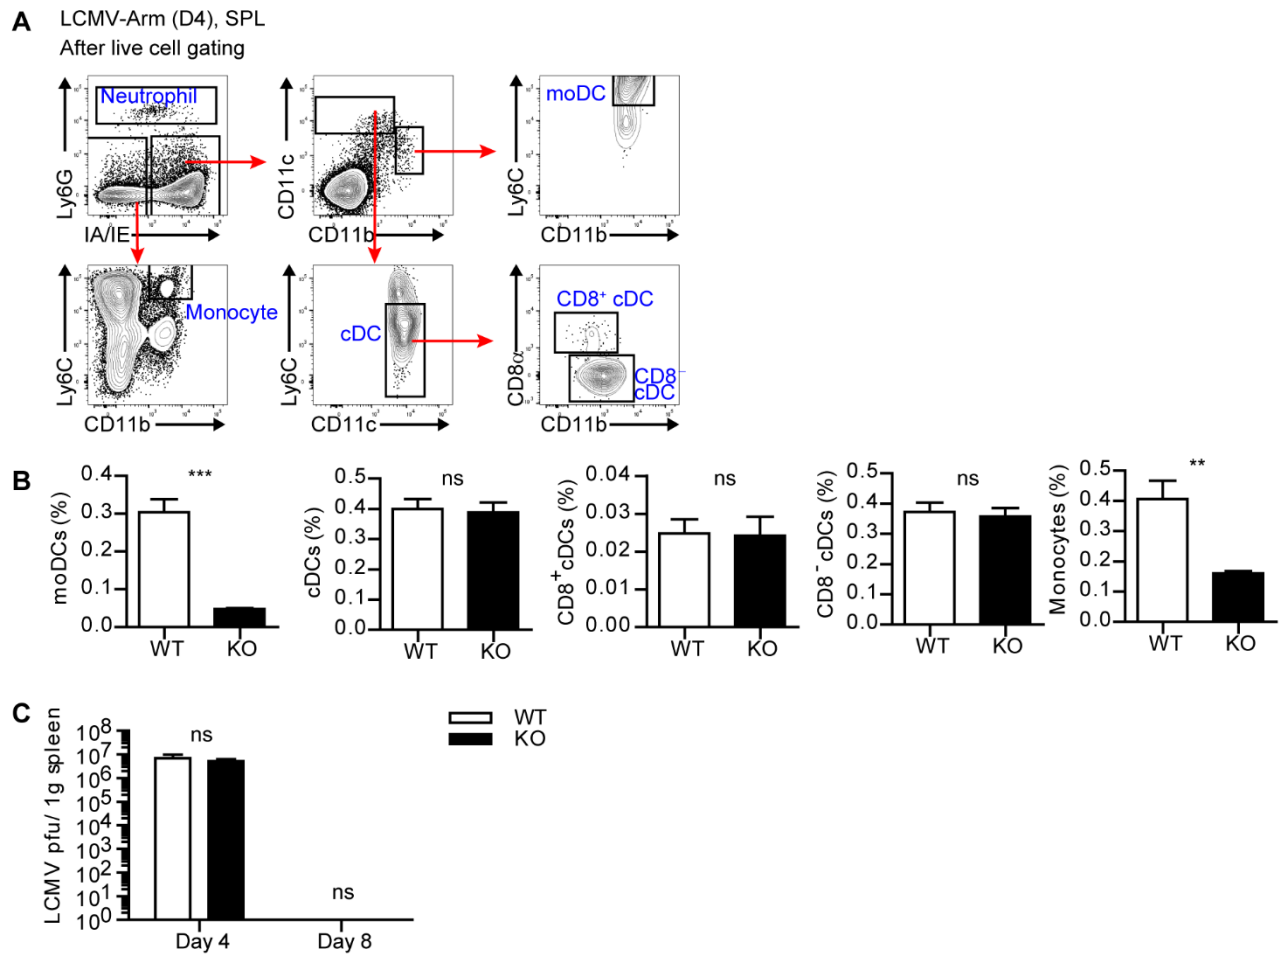 A
LCMV-Arm (D4), SPL
After live cell gating
Neutrophil
Ly6G
IA/IE
CD11c
CD11b
moDC
Ly6C
CD11b
Monocyte
Ly6C
CD11b
cDC
Ly6C
CD11c
CD8⁺ cDC
CD8⁻
cDC
CD8α
CD11b
B
moDCs (%)
0.4
0.3
0.2
0.1
0.0
***
WT
KO
cDCs (%)
0.5
0.4
0.3
0.2
0.1
0.0
ns
WT
KO
CD8⁺cDCs (%)
0.04
0.03
0.02
0.01
0.00
ns
WT
KO
CD8⁻ cDCs (%)
0.5
0.4
0.3
0.2
0.1
0.0
ns
WT
KO
Monocytes (%)
0.5
0.4
0.3
0.2
0.1
0.0
**
WT
KO
C
LCMV pfu/ 1g spleen
10⁸
10⁷
10⁶
10⁵
10⁴
10³
10²
10¹
10⁰
ns
ns
Day 4
Day 8
WT
KO